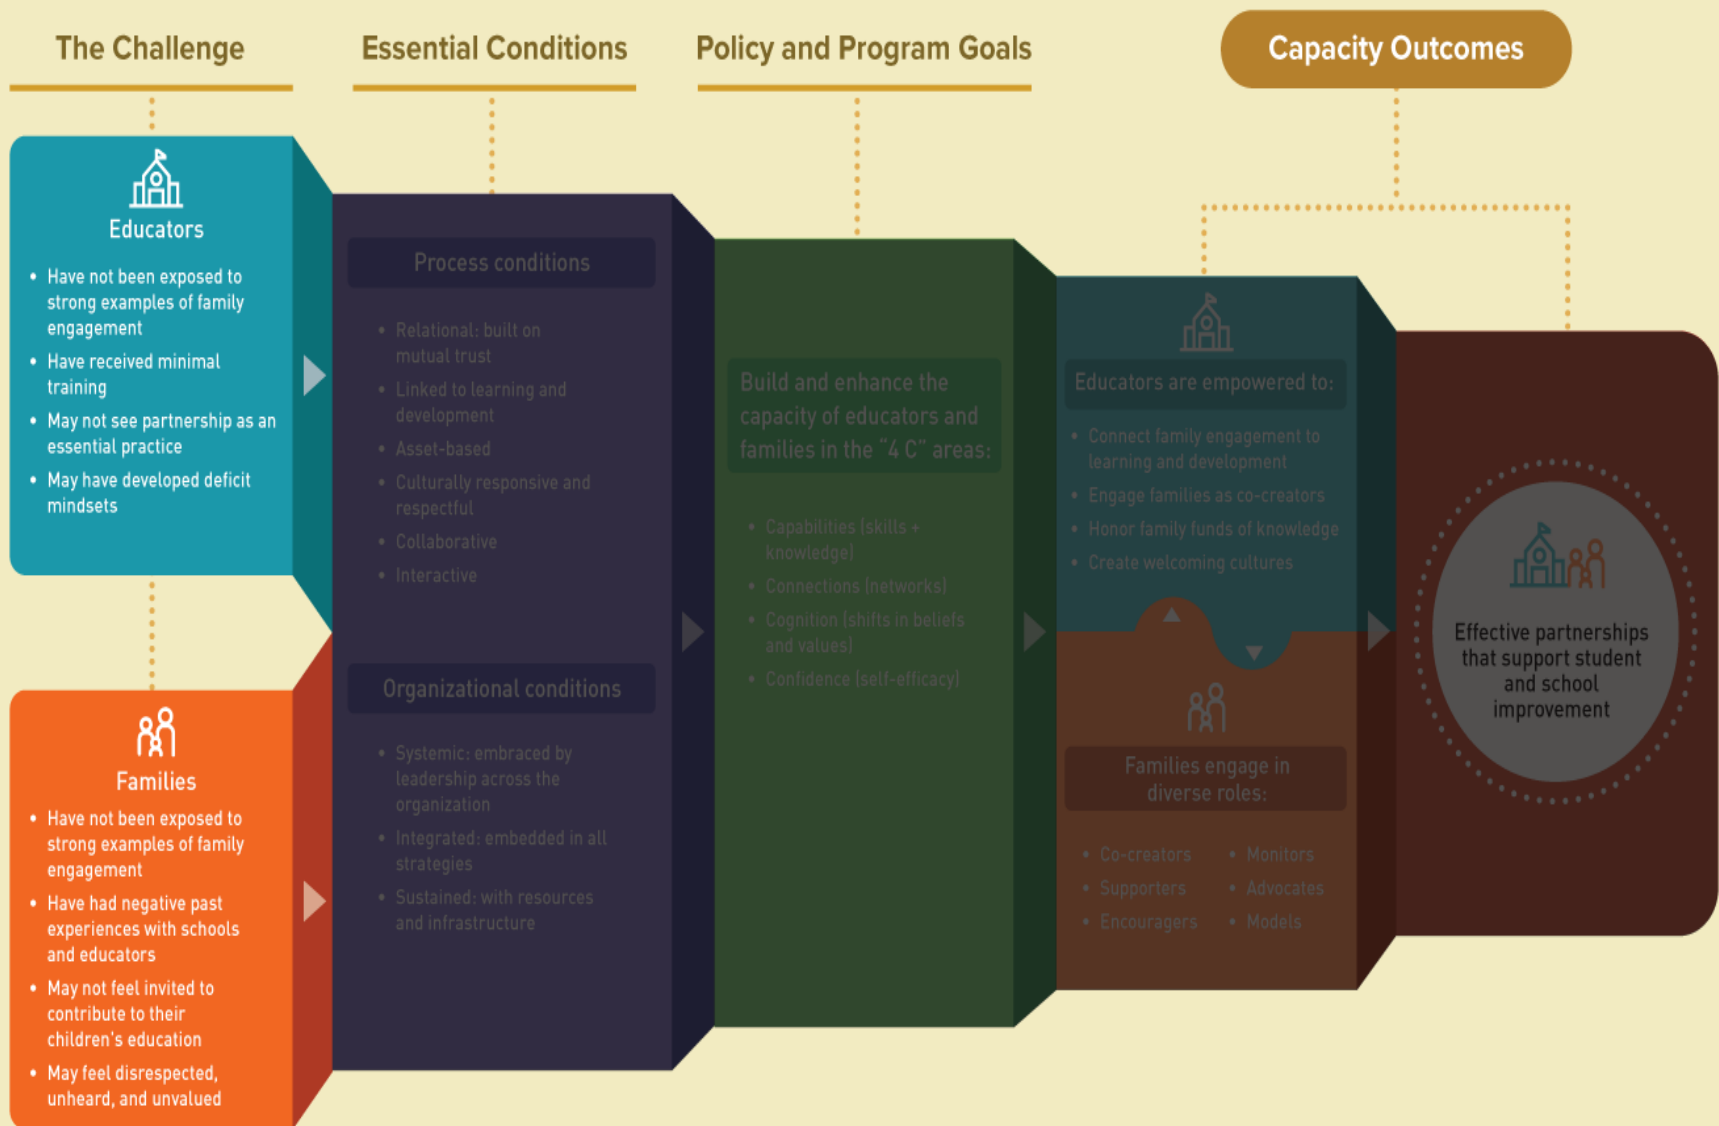 The Challenge
Essential Conditions
Policy and Program Goals
Capacity Outcomes
Educators
• Have not been exposed to
strong examples of family
engagement
• Have received minimal
training
• May not see partnership as an
essential practice
• May have developed deficit
mindsets
Families
• Have not been exposed to
strong examples of family
engagement
• Have had negative past
experiences with schools
and educators
• May not feel invited to
contribute to their
children's education
• May feel disrespected,
unheard, and unvalued
Process conditions
• Relational: built on
mutual trust
• Linked to learning and
development
• Asset-based
• Culturally responsive and
respectful
• Collaborative
• Interactive
Organizational conditions
• Systemic: embraced by
leadership across the
organization
• Integrated: embedded in all
strategies
• Sustained: with resources
and infrastructure
Build and enhance the
capacity of educators and
families in the “4 C” areas:
• Capabilities (skills +
knowledge)
• Connections (networks)
• Cognition (shifts in beliefs
and values)
• Confidence (self-efficacy)
Educators are empowered to:
• Connect family engagement to
learning and development
• Engage families as co-creators
• Honor family funds of knowledge
• Create welcoming cultures
Families engage in
diverse roles:
• Co-creators
• Supporters
• Encouragers
• Monitors
• Advocates
• Models
Effective partnerships
that support student
and school
improvement